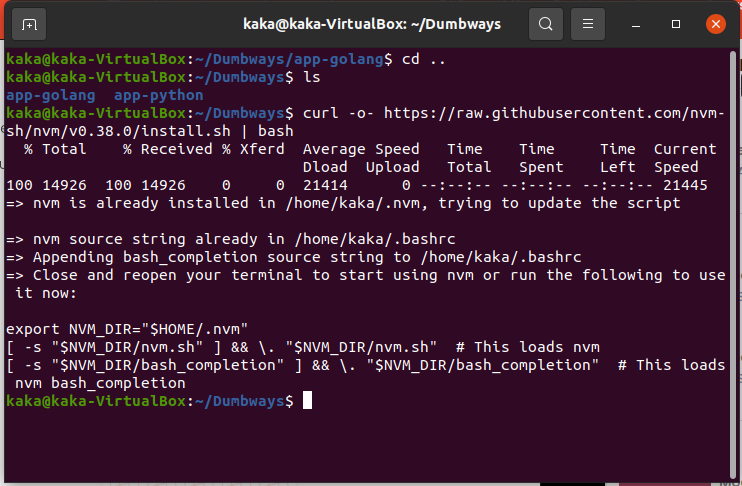 kaka@kaka-VirtualBox: ~/Dumbways
kaka@kaka-VirtualBox:~/Dumbways/app-golang$ cd ..
kaka@kaka-VirtualBox:~/Dumbways$ ls
app-golang  app-python
kaka@kaka-VirtualBox:~/Dumbways$ curl -o- https://raw.githubusercontent.com/nvm-
sh/nvm/v0.38.0/install.sh | bash
  % Total    % Received % Xferd  Average Speed   Time    Time     Time  Current
                                 Dload  Upload   Total   Spent    Left  Speed
100 14926  100 14926    0     0  21414      0 --:--:-- --:--:-- --:--:-- 21445
=> nvm is already installed in /home/kaka/.nvm, trying to update the script

=> nvm source string already in /home/kaka/.bashrc
=> Appending bash_completion source string to /home/kaka/.bashrc
=> Close and reopen your terminal to start using nvm or run the following to use
 it now:

export NVM_DIR="$HOME/.nvm"
[ -s "$NVM_DIR/nvm.sh" ] && \. "$NVM_DIR/nvm.sh"  # This loads nvm
[ -s "$NVM_DIR/bash_completion" ] && \. "$NVM_DIR/bash_completion"  # This loads
 nvm bash_completion
kaka@kaka-VirtualBox:~/Dumbways$